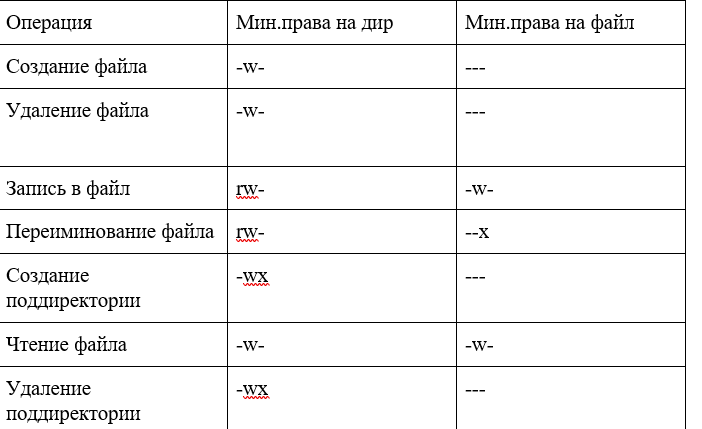 Операция Мин.права на дир Мин.права на файл
Создание файла -w- ---
Удаление файла -w- ---
Запись в файл rw- -w-
Переиминование файла rw- --x
Создание -wx ---
поддиректории
Чтение файла -w- -w-
Удаление -wx ---
поддиректории